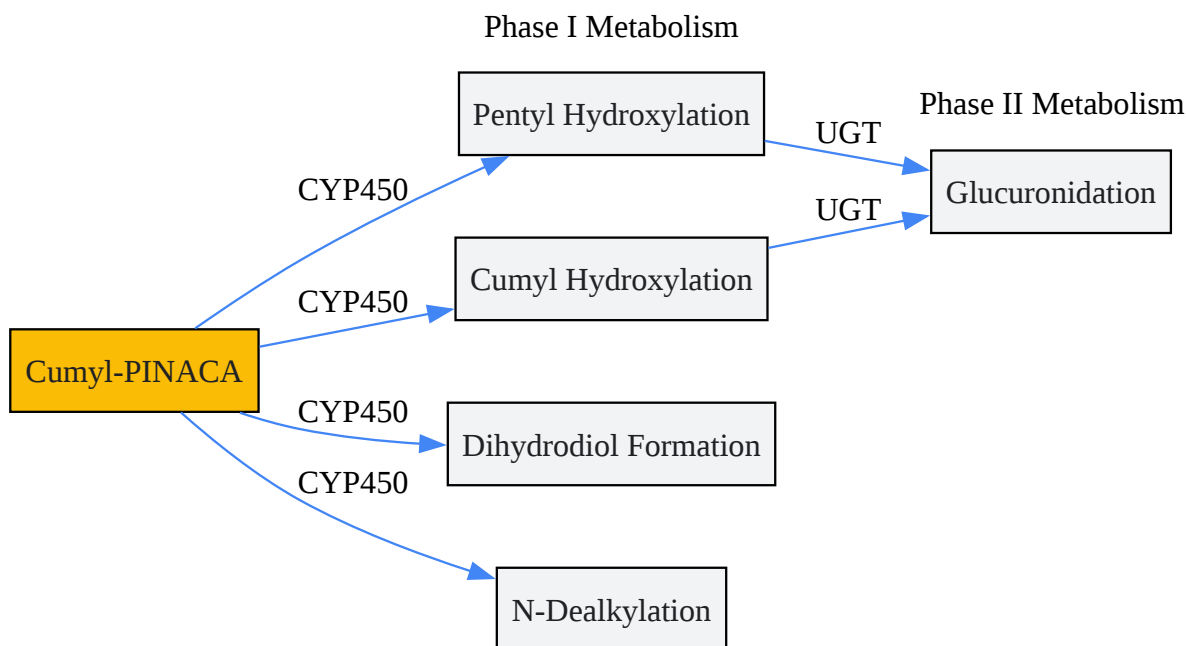 Phase I Metabolism
Pentyl Hydroxylation
Phase II Metabolism
UGT
Glucuronidation
CYP450
UGT
Cumyl Hydroxylation
CYP450
Cumyl-PINACA
CYP450
Dihydrodiol Formation
CYP450
N-Dealkylation